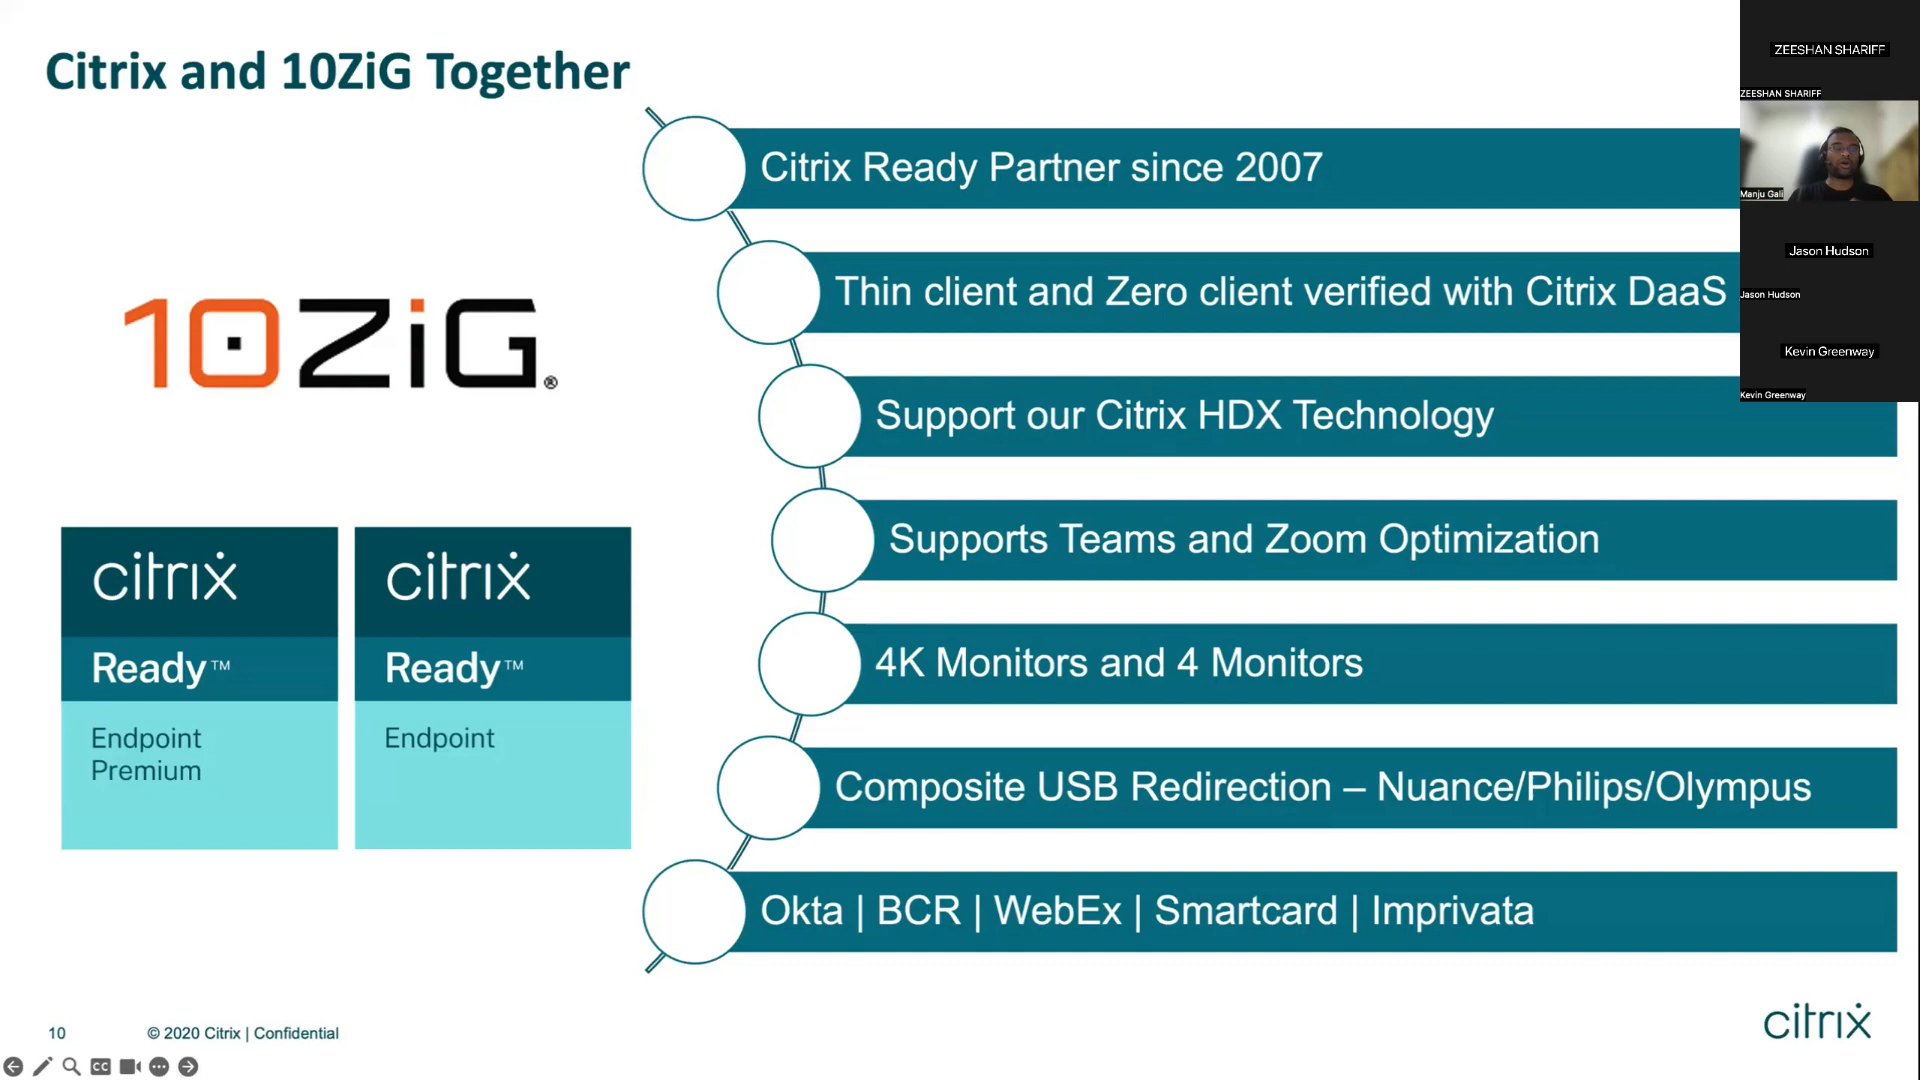 Citrix and 10ZiG Together
10ZiG®
citrix
Ready™
Endpoint
Premium
citrix
Ready™
Endpoint
Citrix Ready Partner since 2007
Thin client and Zero client verified with Citrix DaaS
Support our Citrix HDX Technology
Supports Teams and Zoom Optimization
4K Monitors and 4 Monitors
Composite USB Redirection – Nuance/Philips/Olympus
Okta | BCR | WebEx | Smartcard | Imprivata
ZEESHAN SHARIFF
ZEESHAN SHARIFF
Manju Gali
Jason Hudson
Jason Hudson
Kevin Greenway
Kevin Greenway
10
© 2020 Citrix | Confidential
citrix
CC